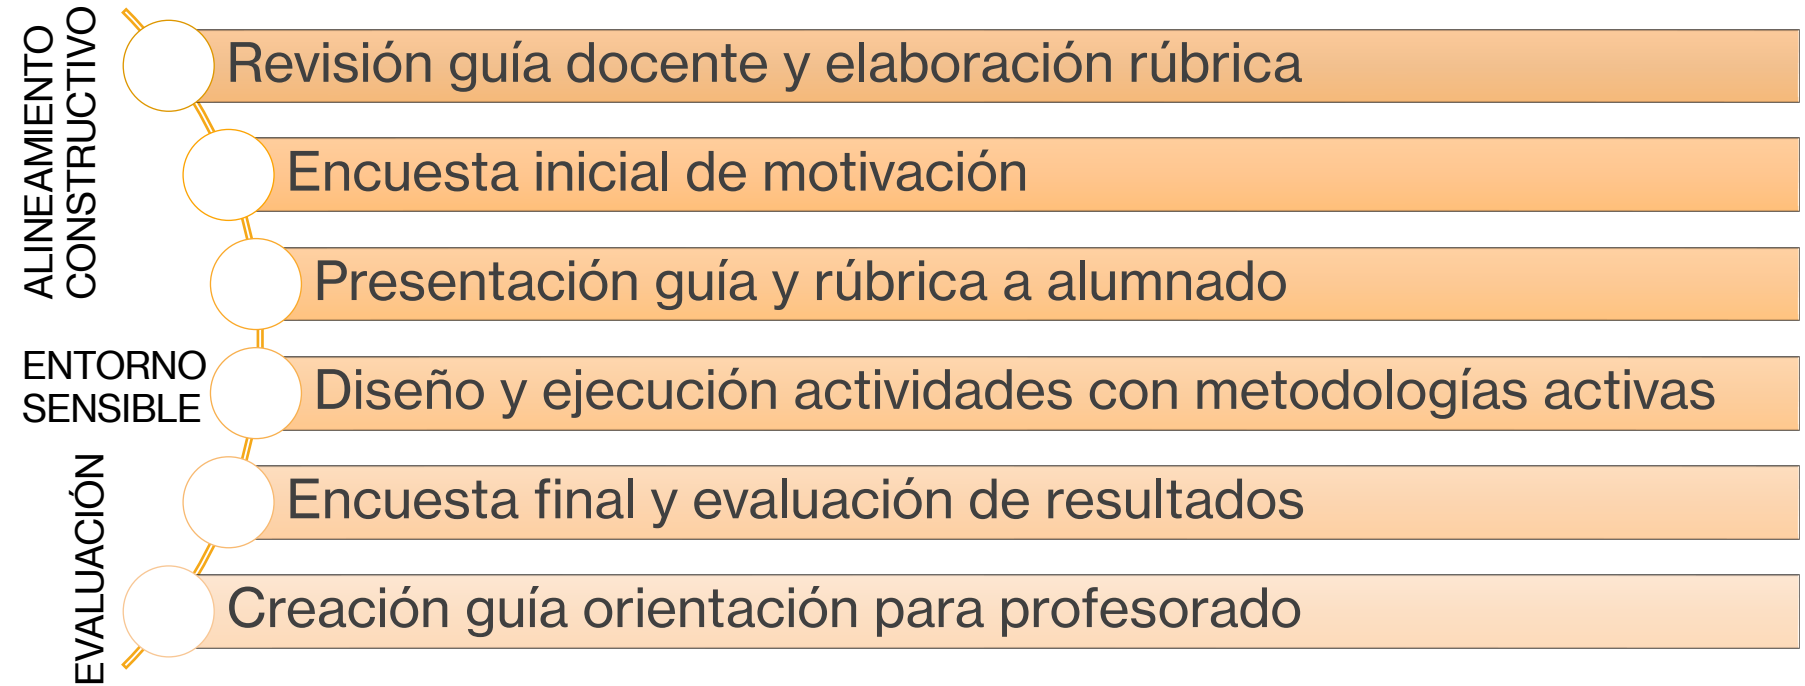 ALINEAMIENTO
CONSTRUCTIVO
Revisión guía docente y elaboración rúbrica
Encuesta inicial de motivación
Presentación guía y rúbrica a alumnado
ENTORNO
SENSIBLE
Diseño y ejecución actividades con metodologías activas
EVALUACIÓN
Encuesta final y evaluación de resultados
Creación guía orientación para profesorado